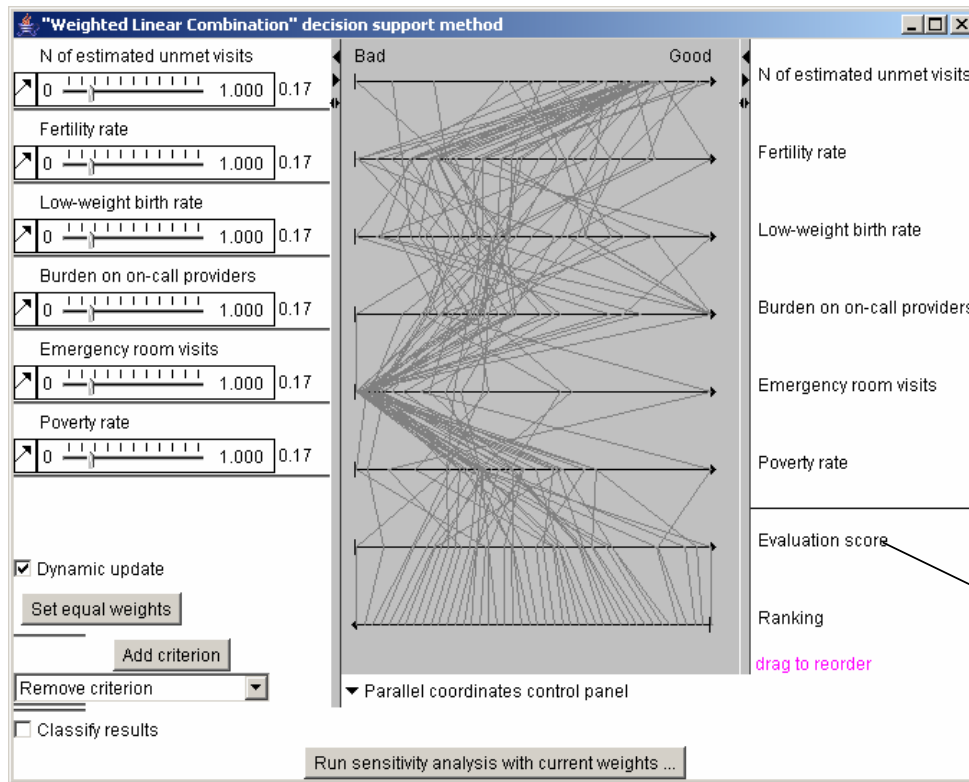 "Weighted Linear Combination" decision support method
N of estimated unmet visits
0 1.000 0.17
Fertility rate
0 1.000 0.17
Low-weight birth rate
0 1.000 0.17
Burden on on-call providers
0 1.000 0.17
Emergency room visits
0 1.000 0.17
Poverty rate
0 1.000 0.17
Dynamic update
Set equal weights
Add criterion
Remove criterion
Classify results
Bad Good
N of estimated unmet visits
Fertility rate
Low-weight birth rate
Burden on on-call providers
Emergency room visits
Poverty rate
Evaluation score
Ranking
drag to reorder
Parallel coordinates control panel
Run sensitivity analysis with current weights ...